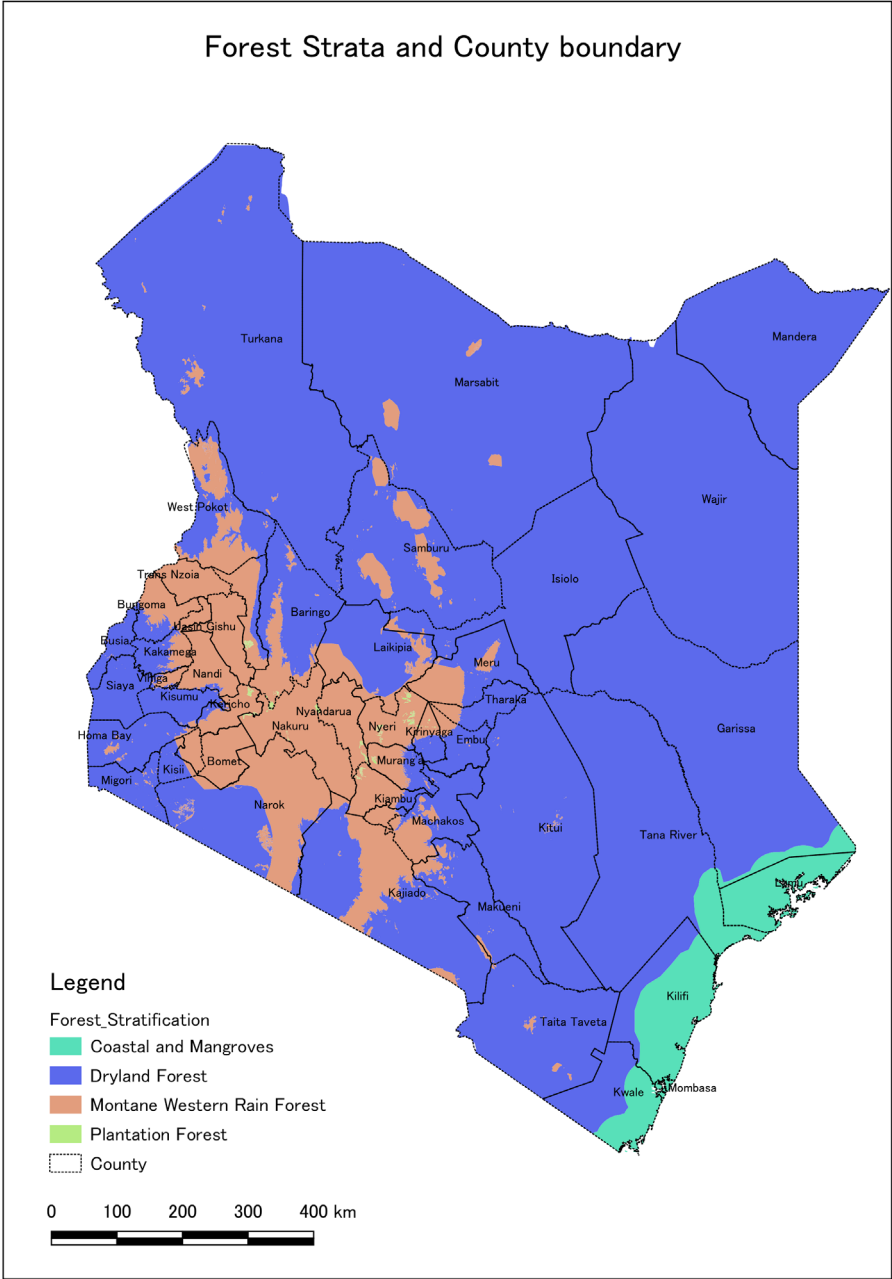 Forest Strata and County boundary
Turkana
Mandera
Marsabit
Wajir
West Pokot
Samburu
Isiolo
Trans Nzoia
Bungoma
Baringo
Uasin Gishu
Busia
Laikipia
Kakamega
Meru
Nandi
Vihiga
Siaya
Kisumu
Tharaka
Kericho
Nyandarua
Nakuru
Nyeri
Garissa
Kirinyaga
Homa Bay
Embu
Bomet
Murang'a
Kisii
Migori
Kiambu
Narok
Machakos
Kitui
Tana River
Lamu
Kajiado
Makueni
Kilifi
Taita Taveta
Kwale
Mombasa
Legend
Forest_Stratification
Coastal and Mangroves
Dryland Forest
Montane Western Rain Forest
Plantation Forest
County
0 100 200 300 400 km